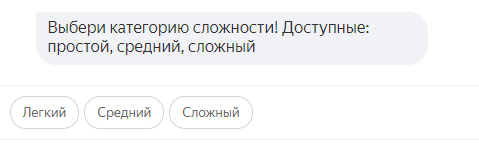 Выбери категорию сложности! Доступные:
простой, средний, сложный
Легкий Средний Сложный